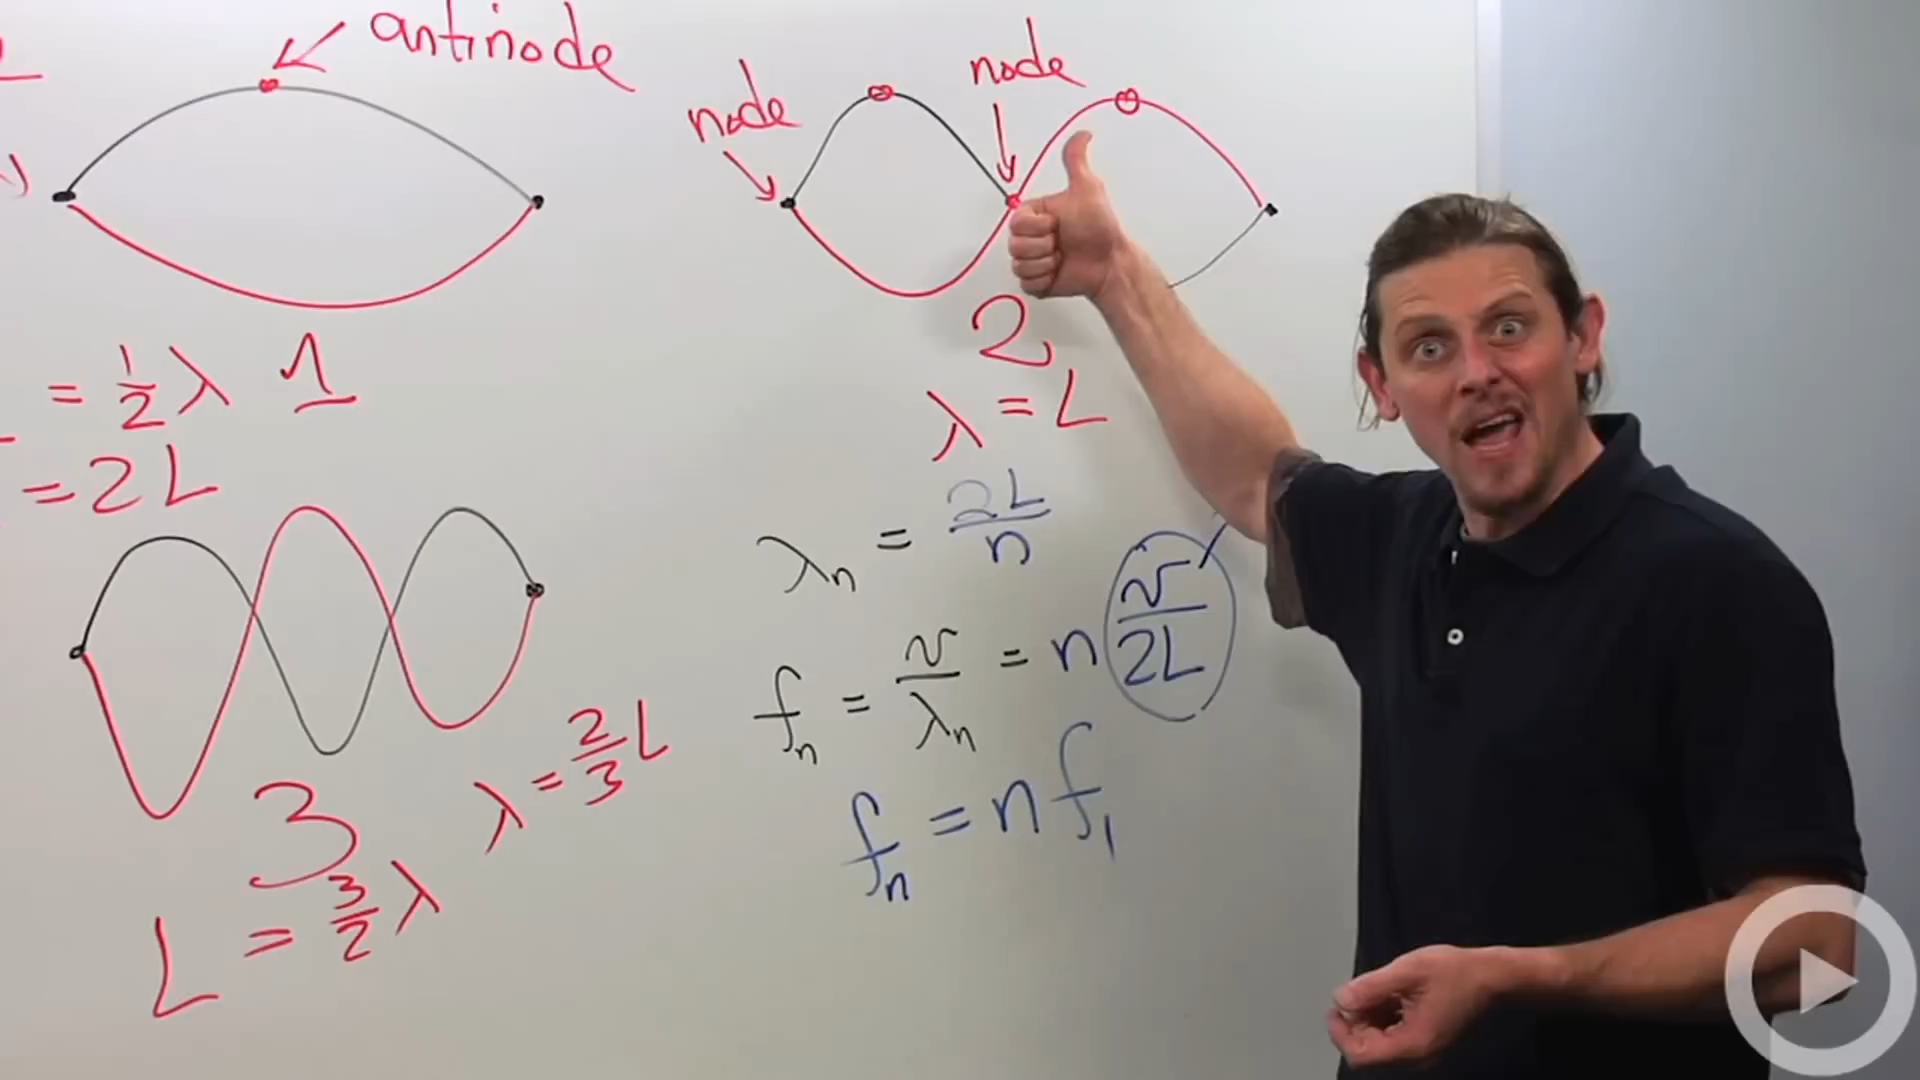 antinode
node
node
= 1/2 λ 1
= 2L
2
λ = L
λn = 2L/n
fn = v/λn = n v/2L
fn = n f1
3
λ = 2/3 L
L = 3/2 λ